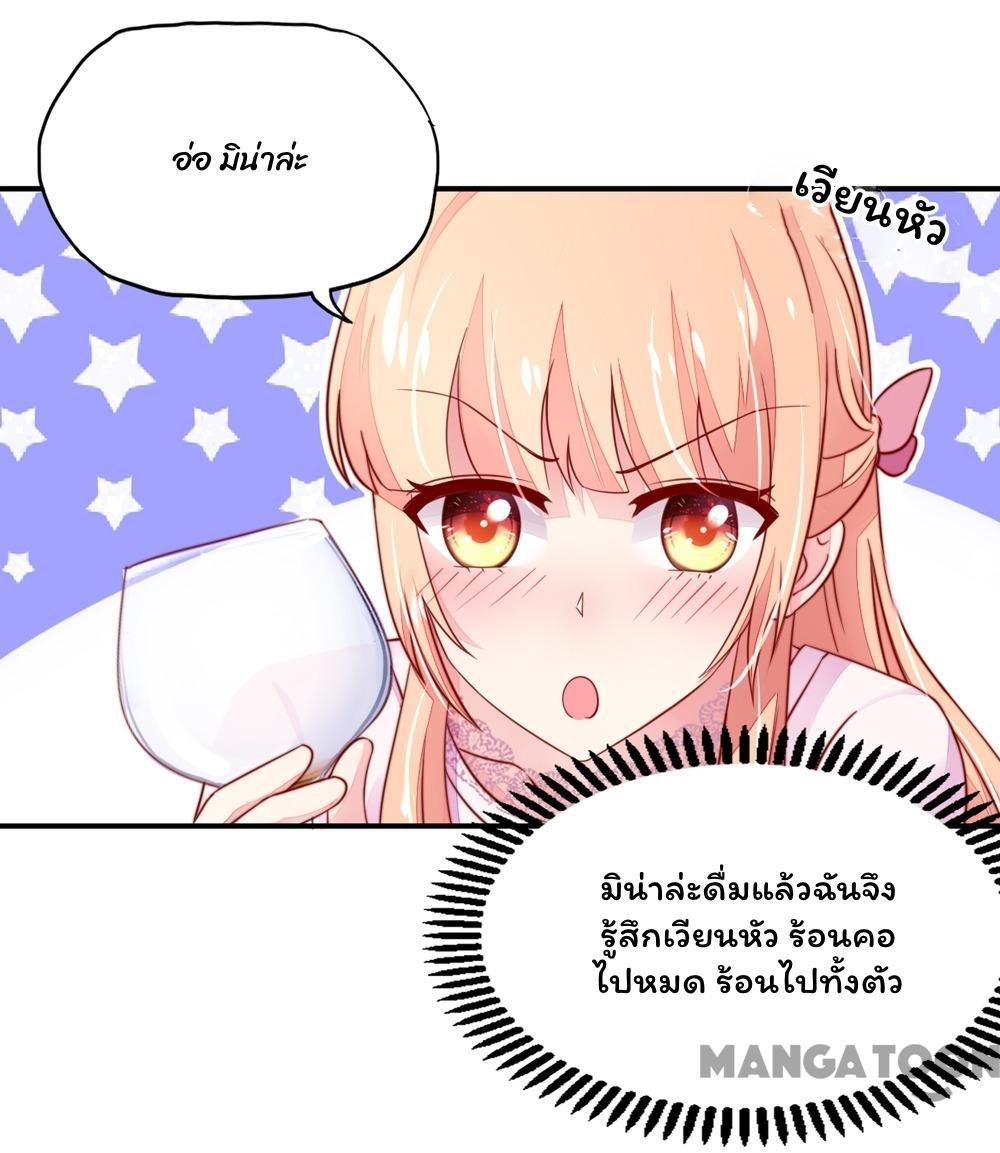 อ่อ มิน่าล่ะ
เวียนหัว
มิน่าล่ะดื่มแล้วฉันจึง
รู้สึกเวียนหัว ร้อนคอ
ไปหมด ร้อนไปทั้งตัว
MANGATOON